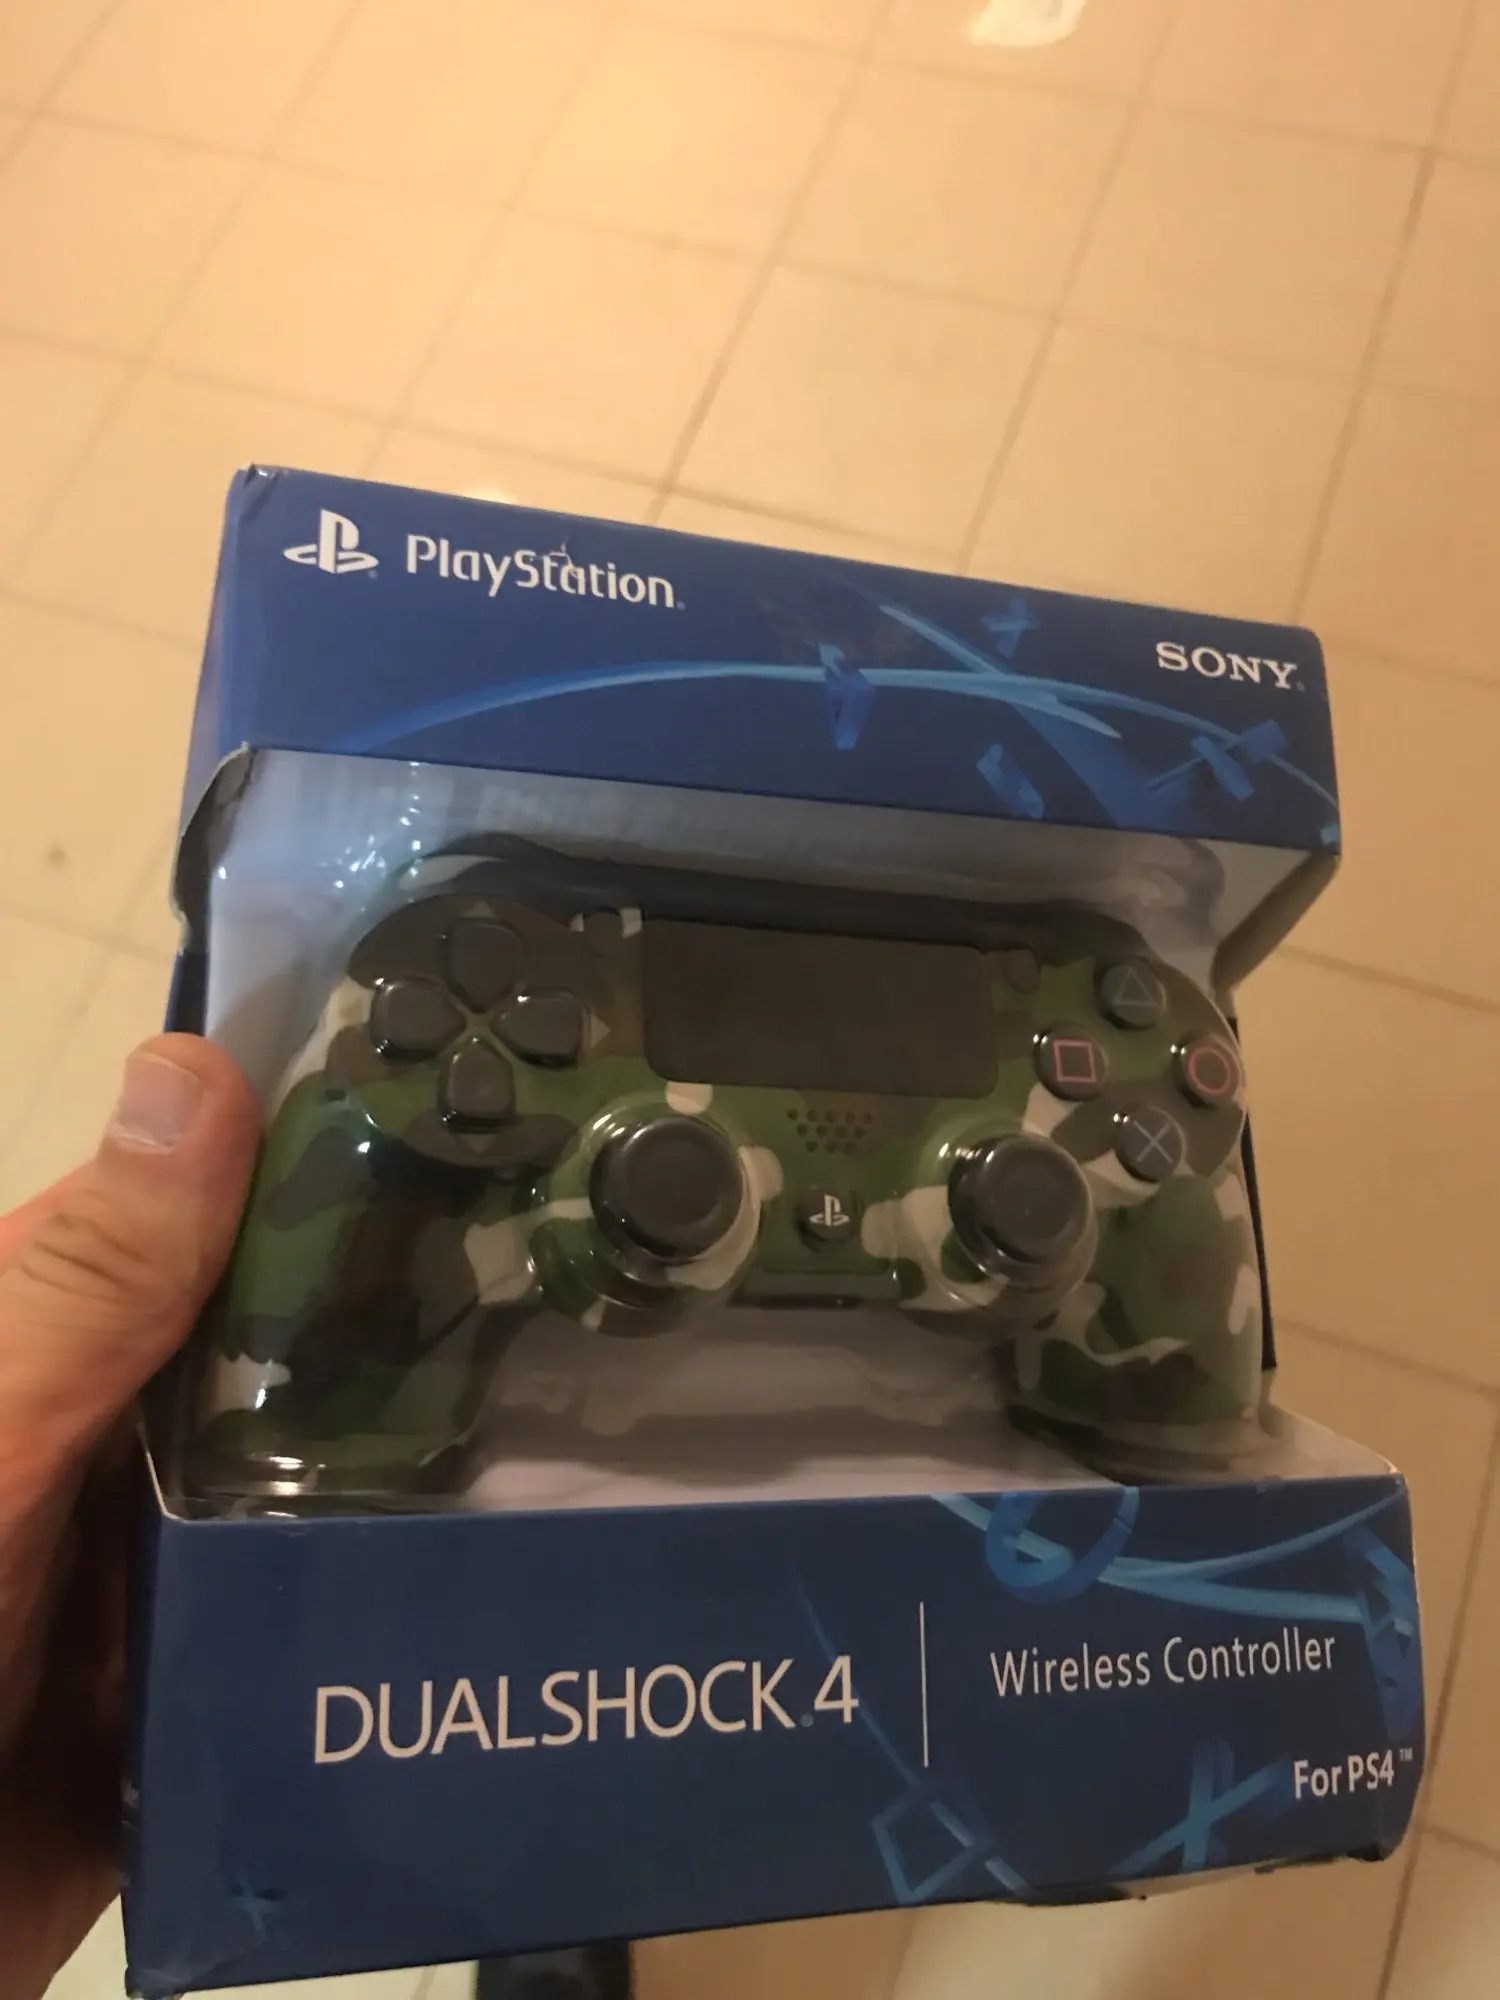 PlayStation®
SONY®
DUALSHOCK®4
Wireless Controller
For PS4™